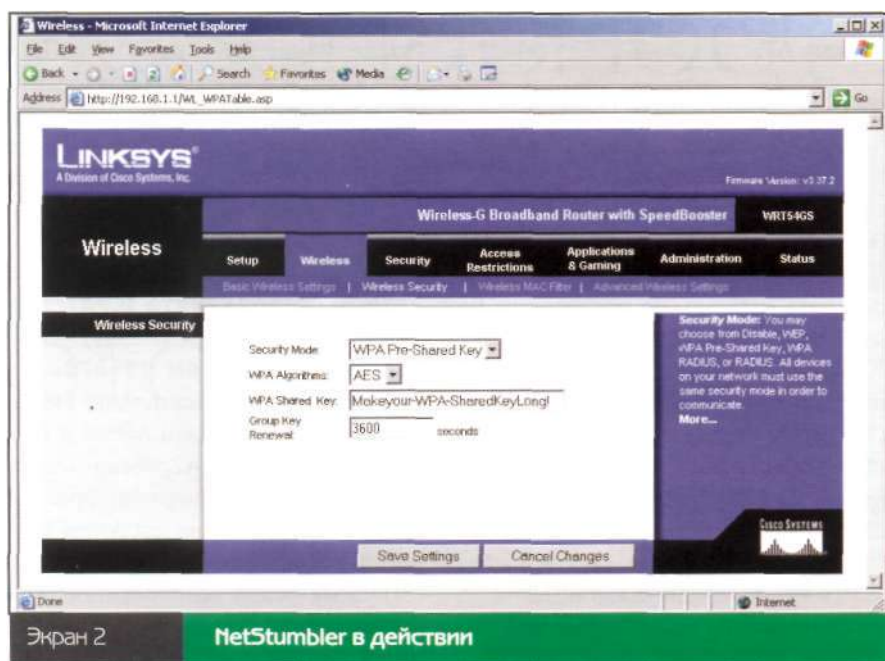 Wireless - Microsoft Internet Explorer
File Edit View Favorites Tools Help
Back Search Favorites Media
Address http://192.168.1.1/WL_WPATable.asp Go
LINKSYS®
A Division of Cisco Systems, Inc.
Firmware Version: v3.37.2
Wireless-G Broadband Router with SpeedBooster WRT54GS
Wireless
Setup Wireless Security Access Restrictions Applications & Gaming Administration Status
Basic Wireless Settings | Wireless Security | Wireless MAC Filter | Advanced Wireless Settings
Wireless Security
Security Mode: WPA Pre-Shared Key
WPA Algorithms: AES
WPA Shared Key: Makeyour-WPA-SharedKeyLong!
Group Key Renewal: 3600 seconds
Security Mode: You may
choose from Disable, WEP,
WPA Pre-Shared Key, WPA
RADIUS, or RADIUS. All devices
on your network must use the
same security mode in order to
communicate.
More...
CISCO SYSTEMS
Save Settings Cancel Changes
Done Internet
Экран 2 NetStumbler в действии